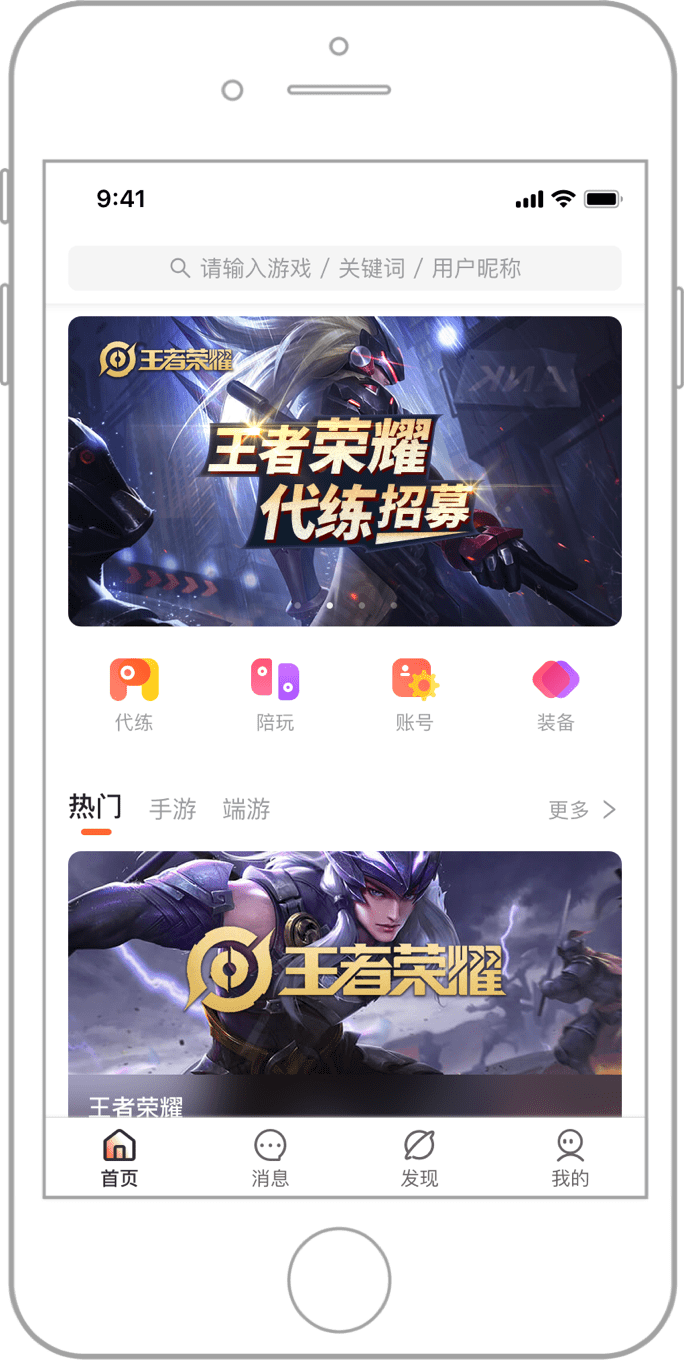 9:41
请输入游戏 / 关键词 / 用户昵称
王者荣耀
ANK
王者荣耀
代练招募
代练
陪玩
账号
装备
热门
手游
端游
更多
王者荣耀
王者荣耀
首页
消息
发现
我的